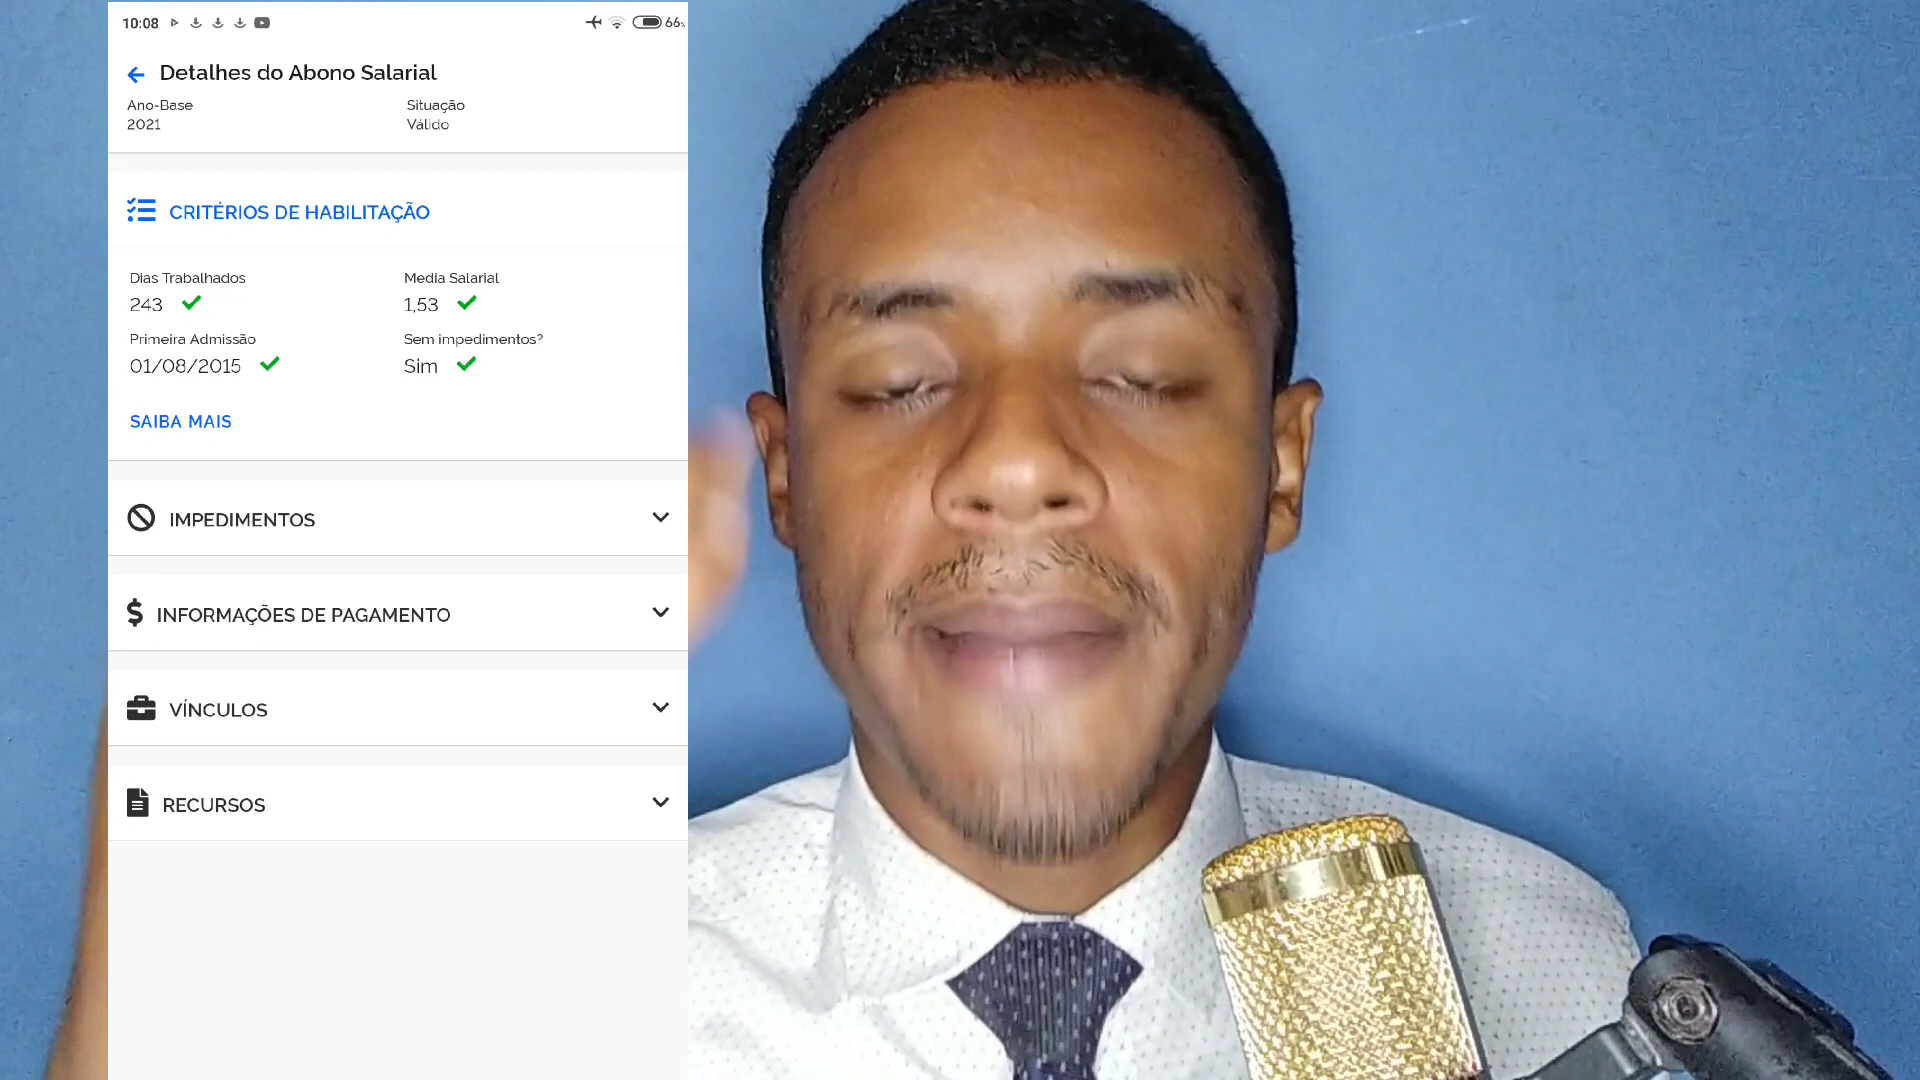 10:08 66%
Detalhes do Abono Salarial
Ano-Base Situação
2021 Válido
CRITÉRIOS DE HABILITAÇÃO
Dias Trabalhados Media Salarial
243 1,53
Primeira Admissão Sem impedimentos?
01/08/2015 Sim
SAIBA MAIS
IMPEDIMENTOS
INFORMAÇÕES DE PAGAMENTO
VÍNCULOS
RECURSOS